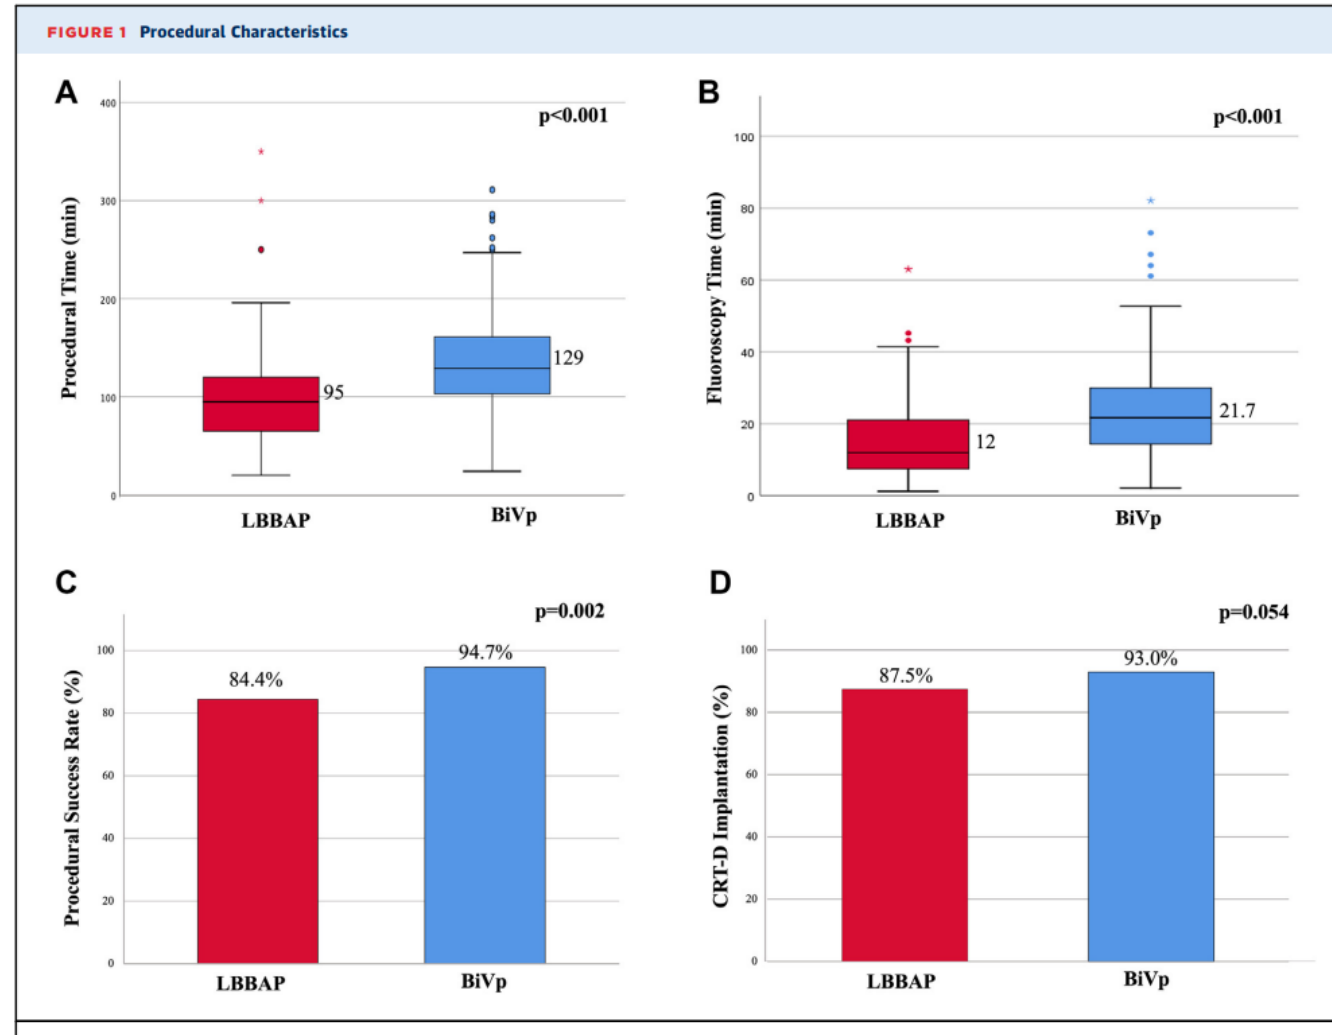 FIGURE 1 Procedural Characteristics
A
p<0.001
Procedural Time (min)
400
300
200
100
0
95
129
LBBAP
BiVp
B
p<0.001
Fluoroscopy Time (min)
100
80
60
40
20
0
12
21.7
LBBAP
BiVp
C
p=0.002
Procedural Success Rate (%)
100
80
60
40
20
0
84.4%
94.7%
LBBAP
BiVp
D
p=0.054
CRT-D Implantation (%)
100
80
60
40
20
0
87.5%
93.0%
LBBAP
BiVp